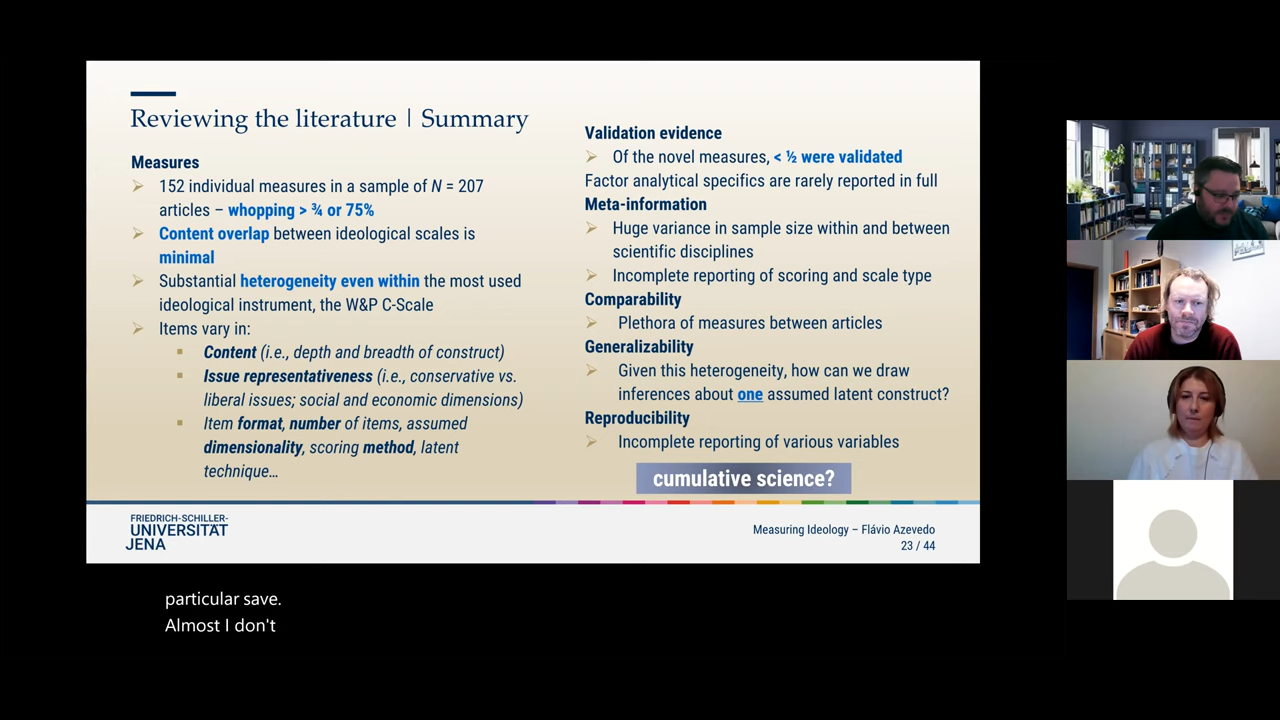 Reviewing the literature | Summary
Measures
152 individual measures in a sample of N = 207
articles – whopping > ¾ or 75%
Content overlap between ideological scales is
minimal
Substantial heterogeneity even within the most used
ideological instrument, the W&P C-Scale
Items vary in:
Content (i.e., depth and breadth of construct)
Issue representativeness (i.e., conservative vs.
liberal issues; social and economic dimensions)
Item format, number of items, assumed
dimensionality, scoring method, latent
technique…
Validation evidence
Of the novel measures, < ½ were validated
Factor analytical specifics are rarely reported in full
Meta-information
Huge variance in sample size within and between
scientific disciplines
Incomplete reporting of scoring and scale type
Comparability
Plethora of measures between articles
Generalizability
Given this heterogeneity, how can we draw
inferences about one assumed latent construct?
Reproducibility
Incomplete reporting of various variables
cumulative science?
FRIEDRICH-SCHILLER-
UNIVERSITÄT
JENA
Measuring Ideology – Flávio Azevedo
23 / 44
particular save.
Almost I don't